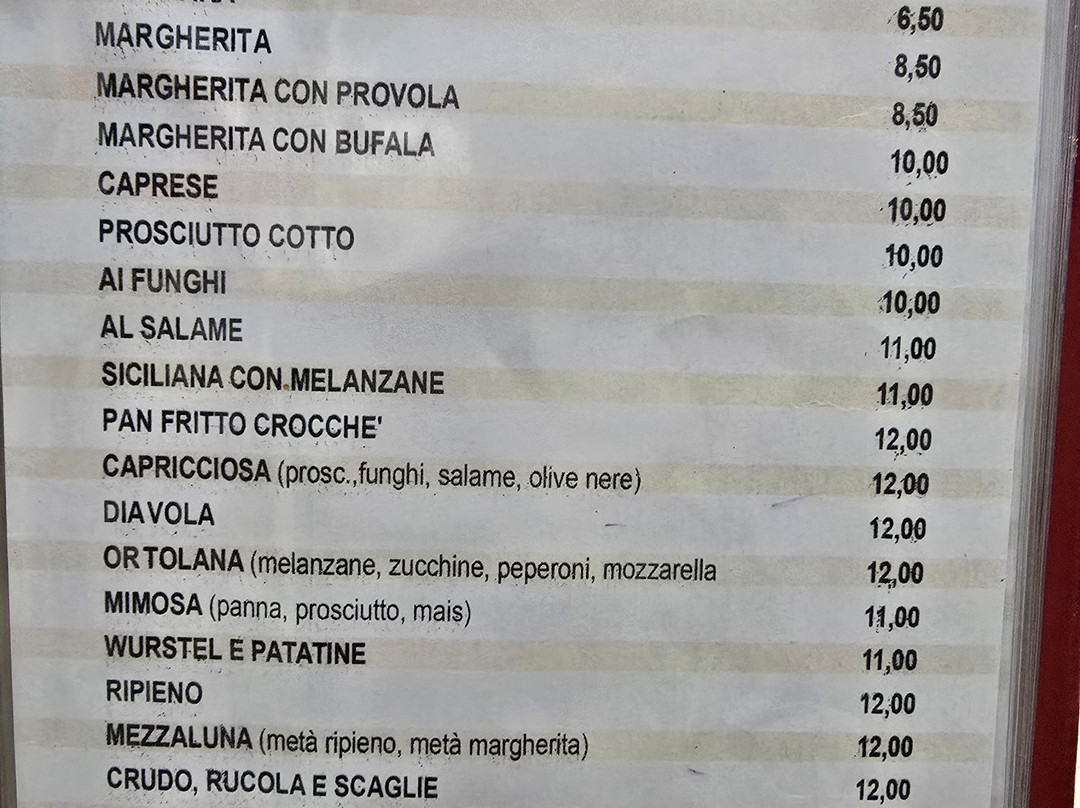 6,50
MARGHERITA 8,50
MARGHERITA CON PROVOLA 8,50
MARGHERITA CON BUFALA 10,00
CAPRESE 10,00
PROSCIUTTO COTTO 10,00
AI FUNGHI 10,00
AL SALAME 11,00
SICILIANA CON MELANZANE 11,00
PAN FRITTO CROCCHE' 12,00
CAPRICCIOSA (prosc.,funghi, salame, olive nere) 12,00
DIAVOLA 12,00
ORTOLANA (melanzane, zucchine, peperoni, mozzarella 12,00
MIMOSA (panna, prosciutto, mais) 11,00
WURSTEL E PATATINE 11,00
RIPIENO 12,00
MEZZALUNA (metà ripieno, metà margherita) 12,00
CRUDO, RUCOLA E SCAGLIE 12,00